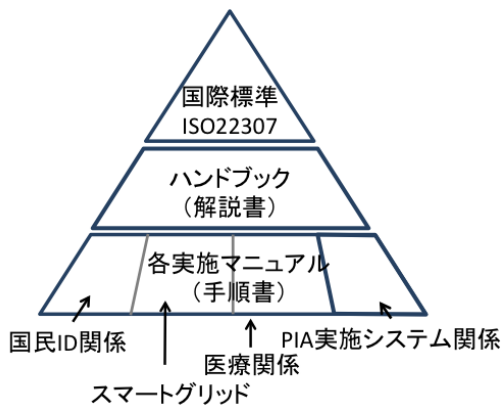 国際標準
ISO22307
ハンドブック
（解説書）
各実施マニュアル
（手順書）
国民ID関係
スマートグリッド
医療関係
PIA実施システム関係